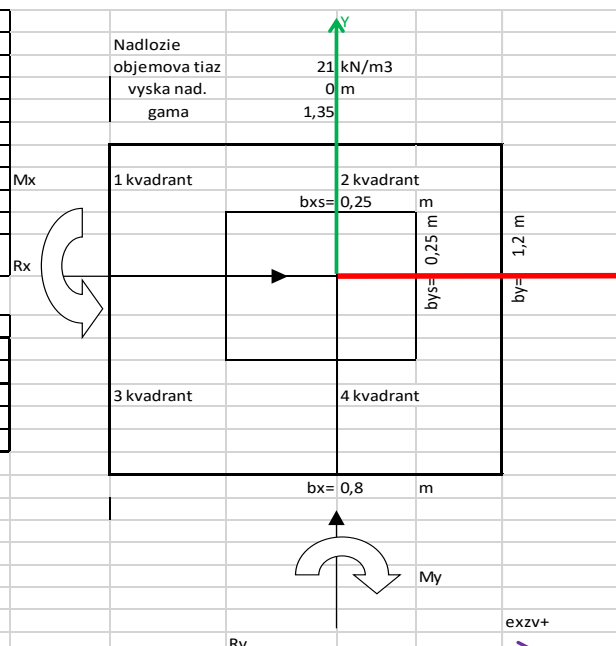 Y
Nadlozie
objemova tiaz 21 kN/m3
vyska nad. 0 m
gama 1,35
Mx
1 kvadrant 2 kvadrant
bxs= 0,25 m
bys= 0,25 m
by= 1,2 m
Rx
3 kvadrant 4 kvadrant
bx= 0,8 m
My
exzv+
Rv